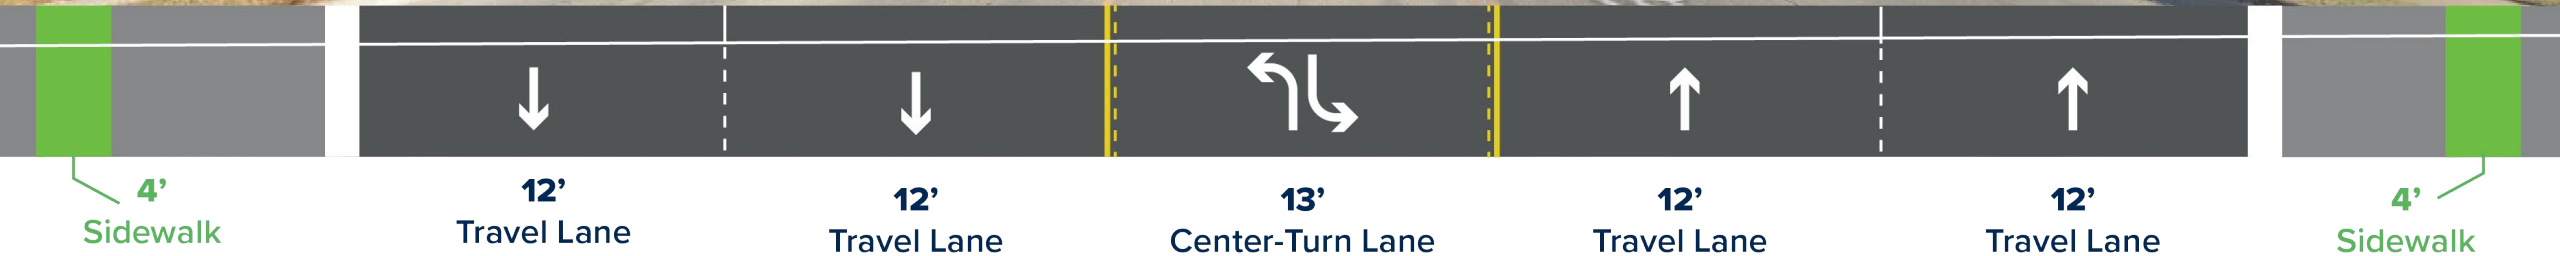 4’
Sidewalk
12’
Travel Lane
12’
Travel Lane
13’
Center-Turn Lane
12’
Travel Lane
12’
Travel Lane
4’
Sidewalk